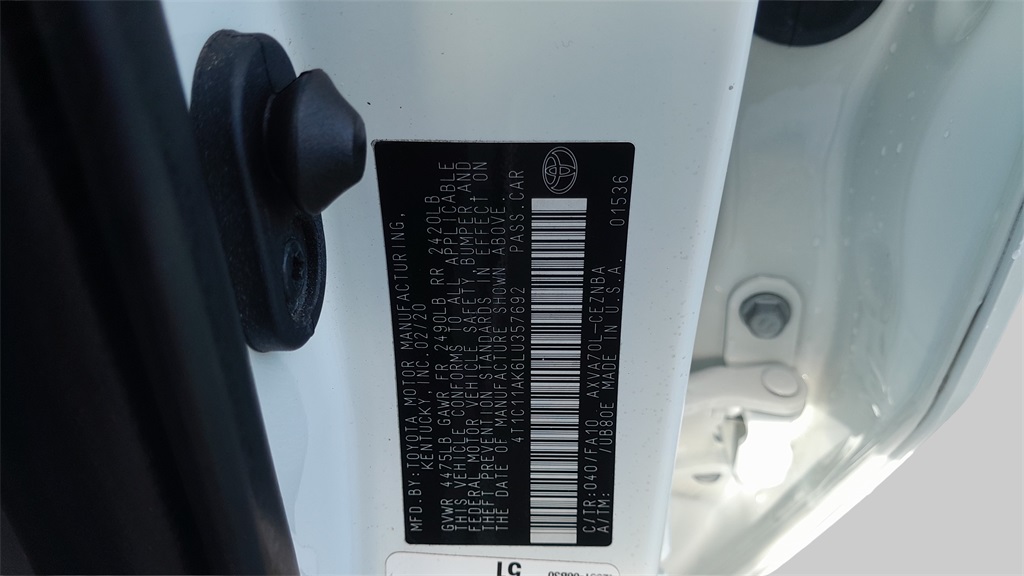 MFD.BY:TOYOTA MOTOR MANUFACTURING,
KENTUCKY, INC.02/20
GVWR 4475LB GAWR FR 2490LB RR 2420LB
THIS VEHICLE CONFORMS TO ALL APPLICABLE
FEDERAL MOTOR VEHICLE SAFETY, BUMPER,AND
THEFT PREVENTION STANDARDS IN EFFECT ON
THE DATE OF MANUFACTURE SHOWN ABOVE.
4T1C11AK6LU357692 PASS.CAR
C/TR:040/FA10 AXVA70L-CEZNBA 01536
A/TM: /UB80E MADE IN U.S.A.
51